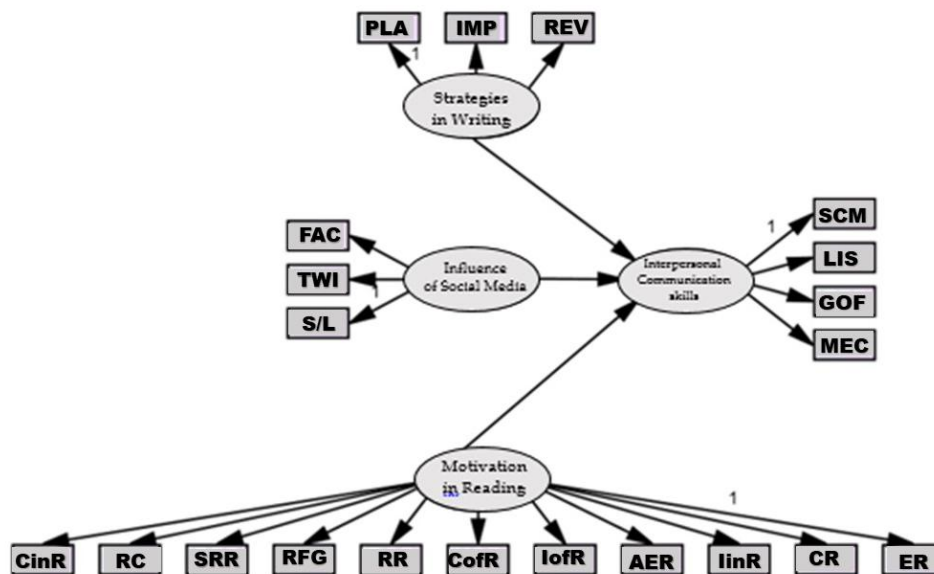 PLA IMP REV
1
Strategies
in Writing
SCM
1
FAC
LIS
Interpersonal
Communication
skills
Influence
of Social Media
TWI
1
GOF
S/L
MEC
Motivation
in Reading
1
CinR RC SRR RFG RR CofR IofR AER IinR CR ER